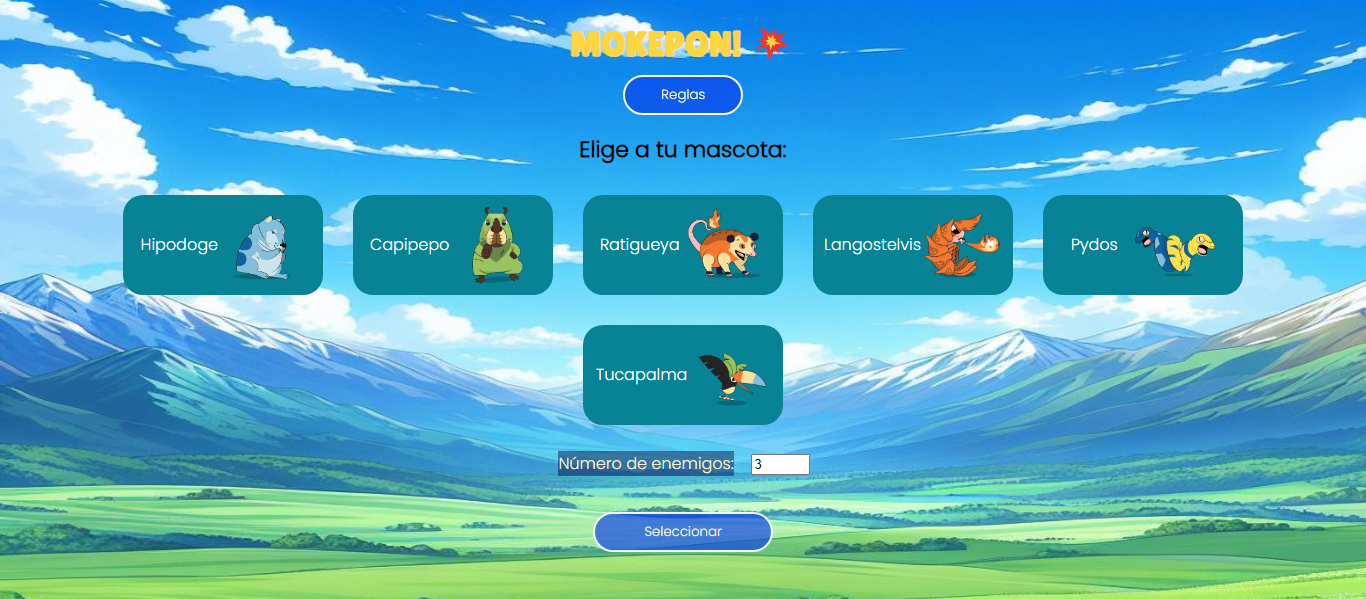 MOKEPON! 💥
Reglas
Elige a tu mascota:
Hipodoge
Capipepo
Ratigueya
Langostelvis
Pydos
Tucapalma
Número de enemigos: 3
Seleccionar